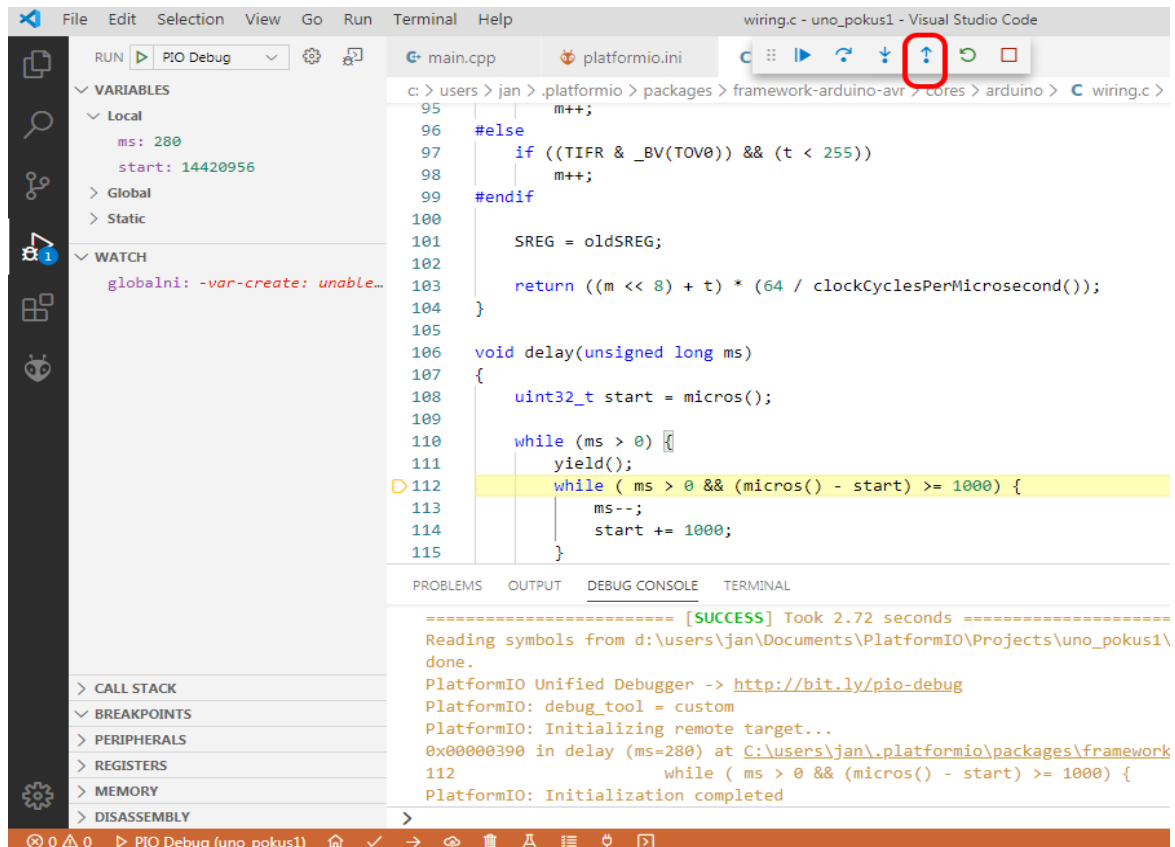 File Edit Selection View Go Run Terminal Help wiring.c - uno_pokus1 - Visual Studio Code
RUN PIO Debug
main.cpp platformio.ini C
VARIABLES
Local
ms: 280
start: 14420956
Global
Static
WATCH
globalni: -var-create: unable…
1
CALL STACK
BREAKPOINTS
PERIPHERALS
REGISTERS
MEMORY
DISASSEMBLY
c: > users > jan > .platformio > packages > framework-arduino-avr > cores > arduino > C wiring.c >
95 m++;
96 #else
97 if ((TIFR & _BV(TOV0)) && (t < 255))
98 m++;
99 #endif
100
101 SREG = oldSREG;
102
103 return ((m << 8) + t) * (64 / clockCyclesPerMicrosecond());
104 }
105
106 void delay(unsigned long ms)
107 {
108 uint32_t start = micros();
109
110 while (ms > 0) {
111 yield();
112 while ( ms > 0 && (micros() - start) >= 1000) {
113 ms--;
114 start += 1000;
115 }
PROBLEMS OUTPUT DEBUG CONSOLE TERMINAL
========================= [SUCCESS] Took 2.72 seconds =====================
Reading symbols from d:\users\jan\Documents\PlatformIO\Projects\uno_pokus1\
done.
PlatformIO Unified Debugger -> http://bit.ly/pio-debug
PlatformIO: debug_tool = custom
PlatformIO: Initializing remote target...
0x00000390 in delay (ms=280) at C:\users\jan\.platformio\packages\framework
112 while ( ms > 0 && (micros() - start) >= 1000) {
PlatformIO: Initialization completed
>
0 0 PIO Debug (uno_pokus1)